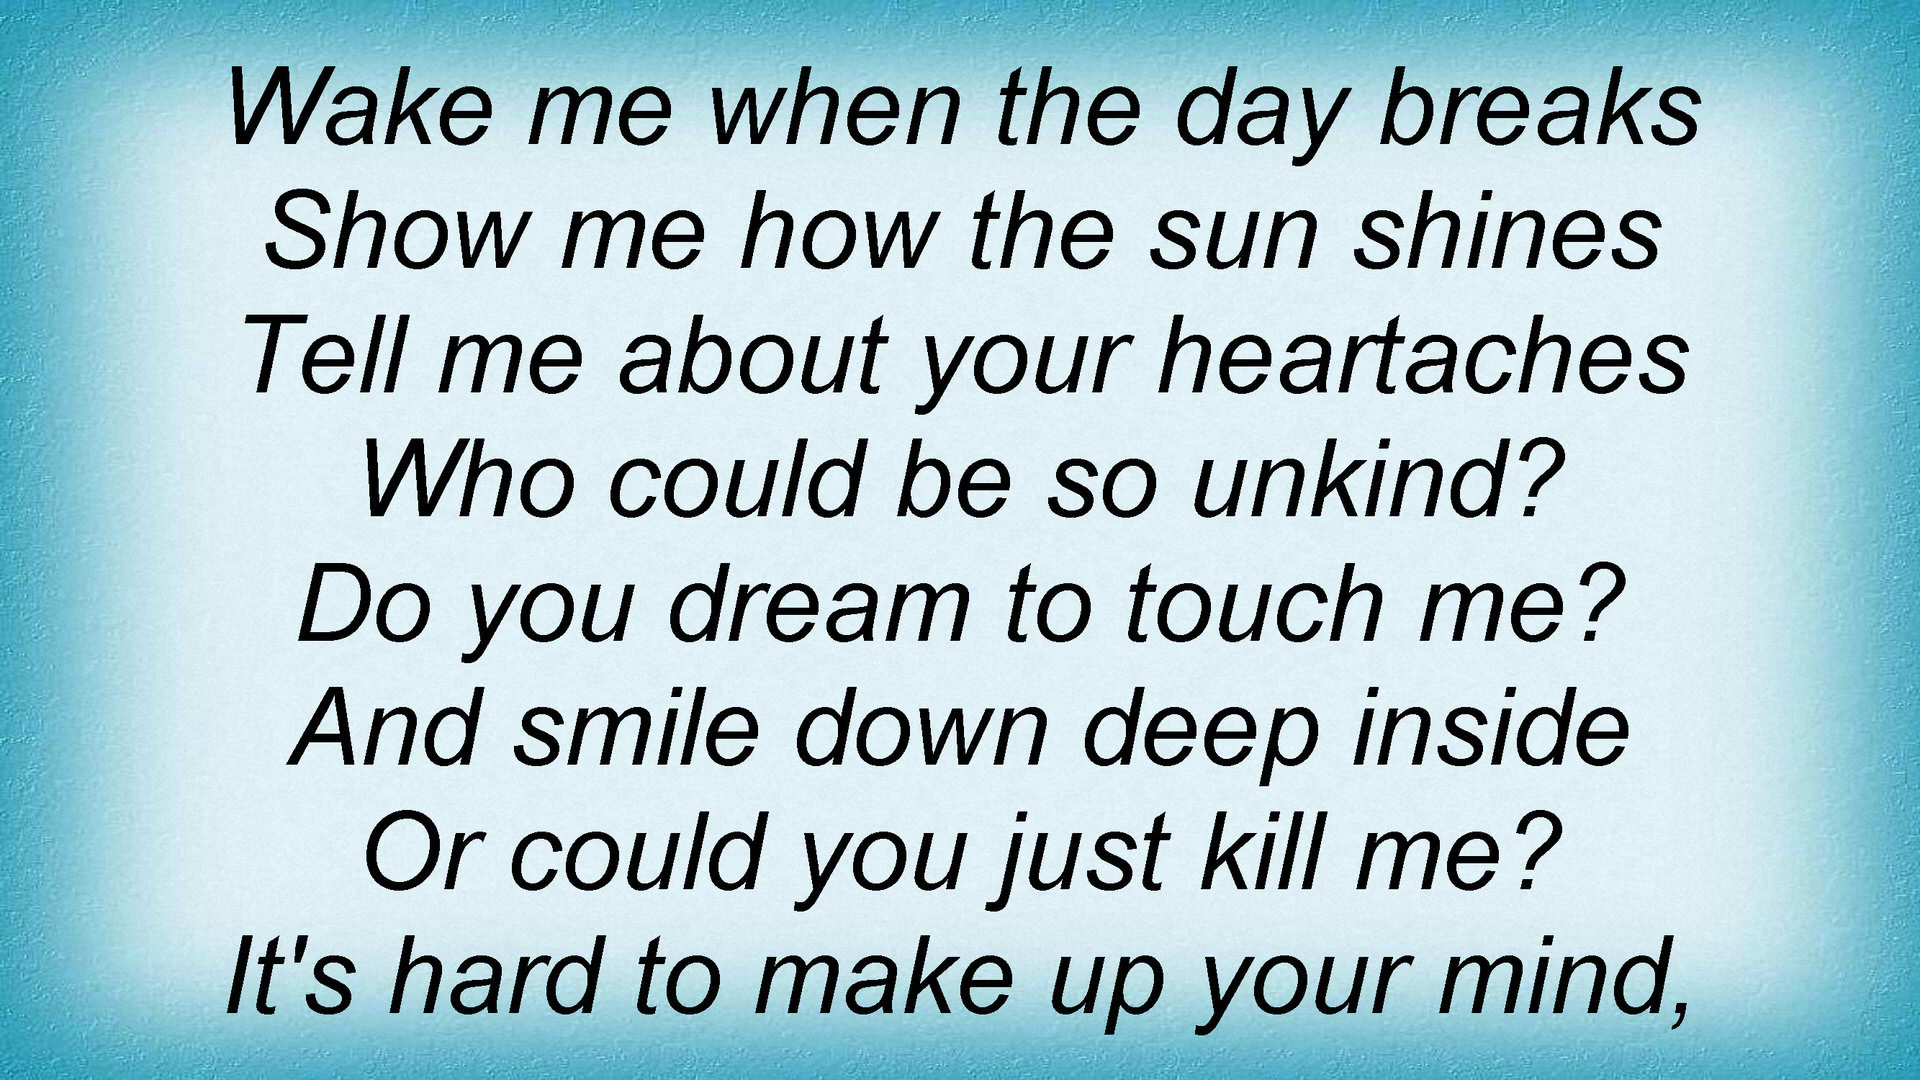 Wake me when the day breaks
Show me how the sun shines
Tell me about your heartaches
Who could be so unkind?
Do you dream to touch me?
And smile down deep inside
Or could you just kill me?
It's hard to make up your mind,